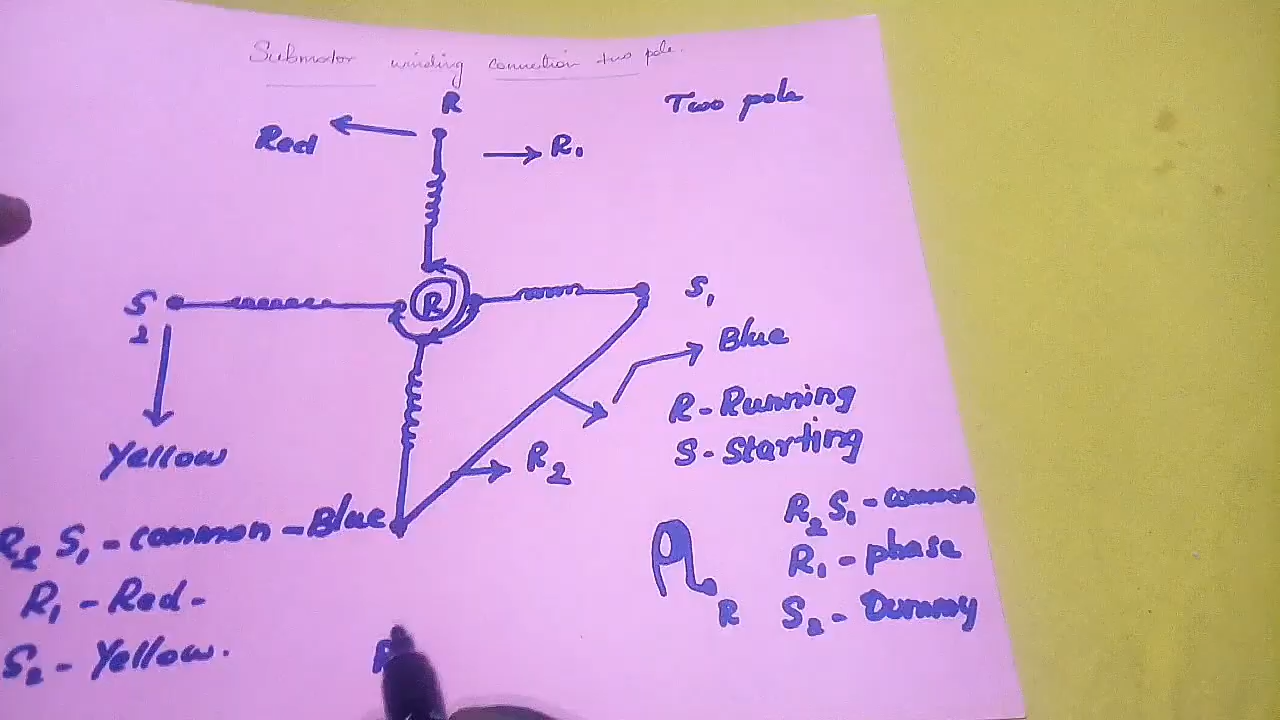 Submotor winding connection two pole.
R
Two pole
Red
R1
S2
R
S1
Blue
R - Running
S - Starting
Yellow
R2
R2 S1 - common - Blue
R1 - Red -
S2 - Yellow.
R2 S1 - common
R1 - phase
S2 - Dummy
R
R